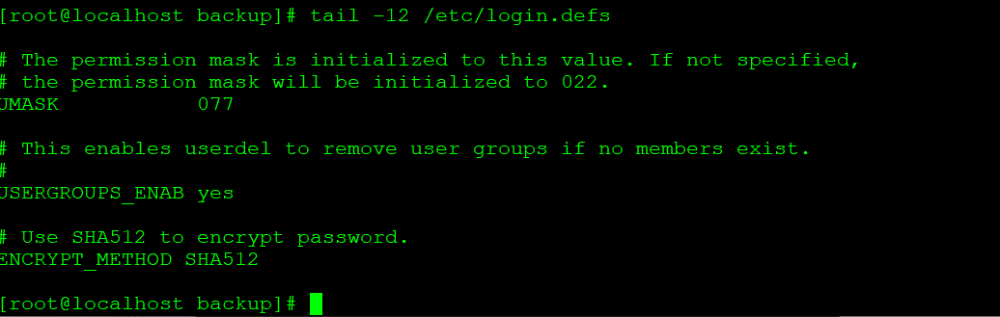 [root@localhost backup]# tail -12 /etc/login.defs
# The permission mask is initialized to this value. If not specified,
# the permission mask will be initialized to 022.
UMASK 077
# This enables userdel to remove user groups if no members exist.
#
USERGROUPS_ENAB yes
# Use SHA512 to encrypt password.
ENCRYPT_METHOD SHA512
[root@localhost backup]#